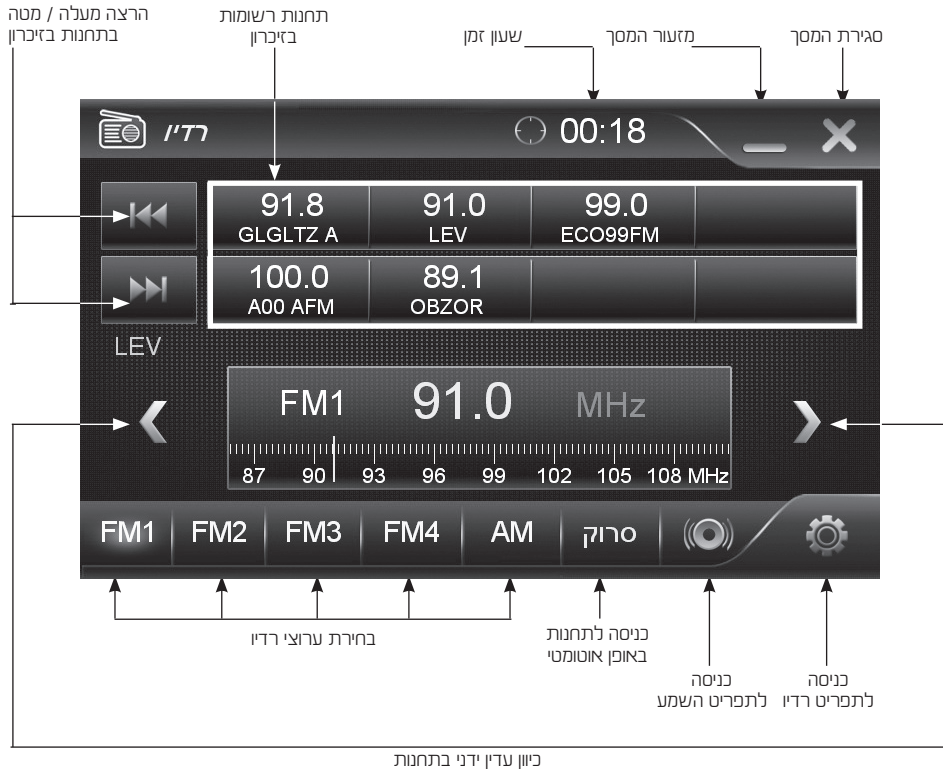 הרצה מעלה / מטה
בתחנות בזיכרון
תחנות רשומות
בזיכרון
שעון זמן
מזעור המסך
סגירת המסך
רדיו
00:18
91.8
GLGLTZ A
91.0
LEV
99.0
ECO99FM
100.0
A00 AFM
89.1
OBZOR
LEV
FM1 91.0 MHz
87 90 93 96 99 102 105 108 MHz
FM1 FM2 FM3 FM4 AM סרוק
בחירת ערוצי רדיו
כניסה לתחנות
באופן אוטומטי
כניסה
לתפריט השמע
כניסה
לתפריט רדיו
כיוון עדין ידני בתחנות